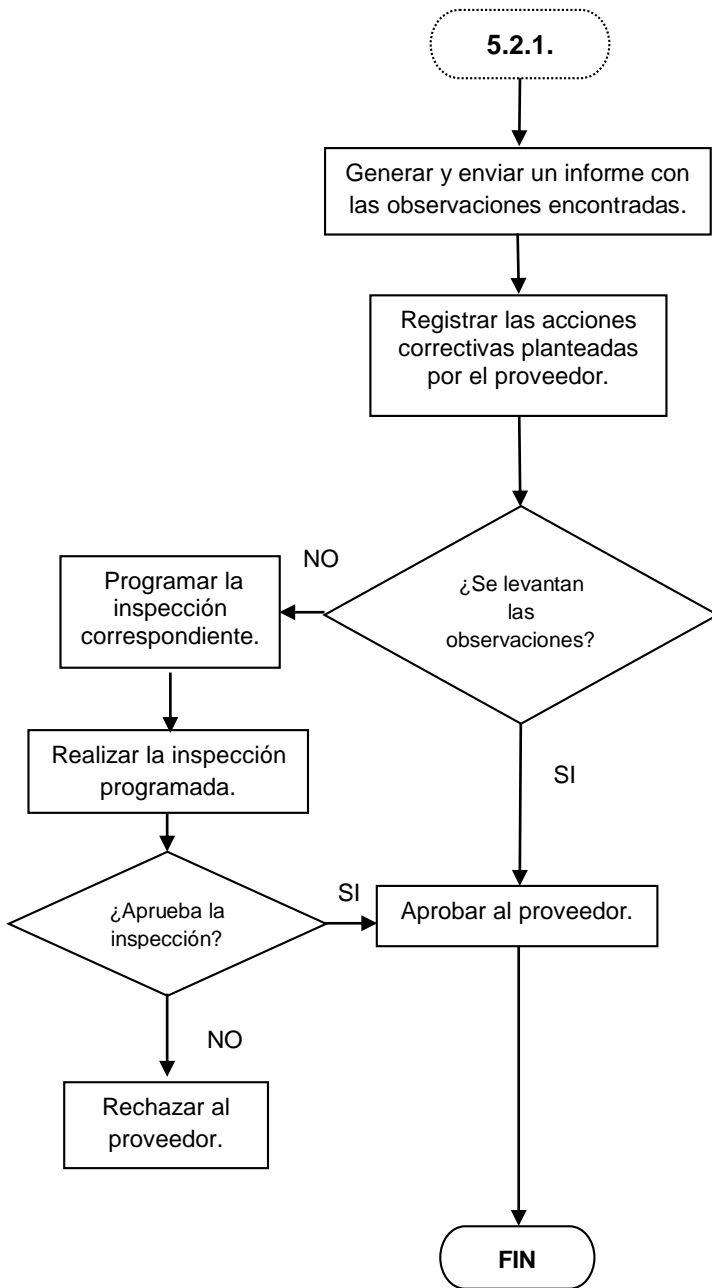 5.2.1.
Generar y enviar un informe con
las observaciones encontradas.
Registrar las acciones
correctivas planteadas
por el proveedor.
¿Se levantan
las
observaciones?
NO
Programar la
inspección
correspondiente.
Realizar la inspección
programada.
SI
¿Aprueba la
inspección?
SI
Aprobar al proveedor.
NO
Rechazar al
proveedor.
FIN